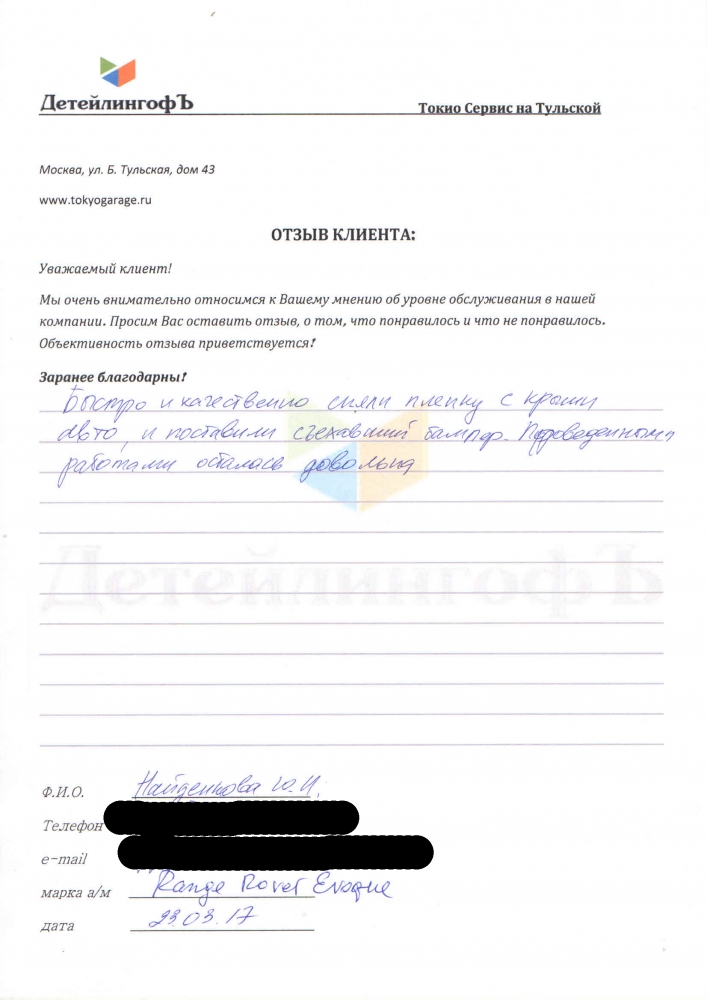 ДетейлингофЪ
Токио Сервис на Тульской
Москва, ул. Б. Тульская, дом 43
www.tokyogarage.ru
ОТЗЫВ КЛИЕНТА:
Уважаемый клиент!
Мы очень внимательно относимся к Вашему мнению об уровне обслуживания в нашей
компании. Просим Вас оставить отзыв, о том, что понравилось и что не понравилось.
Объективность отзыва приветствуется!
Заранее благодарны!
Быстро и качественно сняли пленку с крыши
авто, и поставили съехавший бампер. Проведенными
работами осталась довольна
ДетейлингофЪ
Ф.И.О. Найденкова Ю.И.
Телефон
e-mail
марка а/м Range Rover Evoque
дата 23.03.17